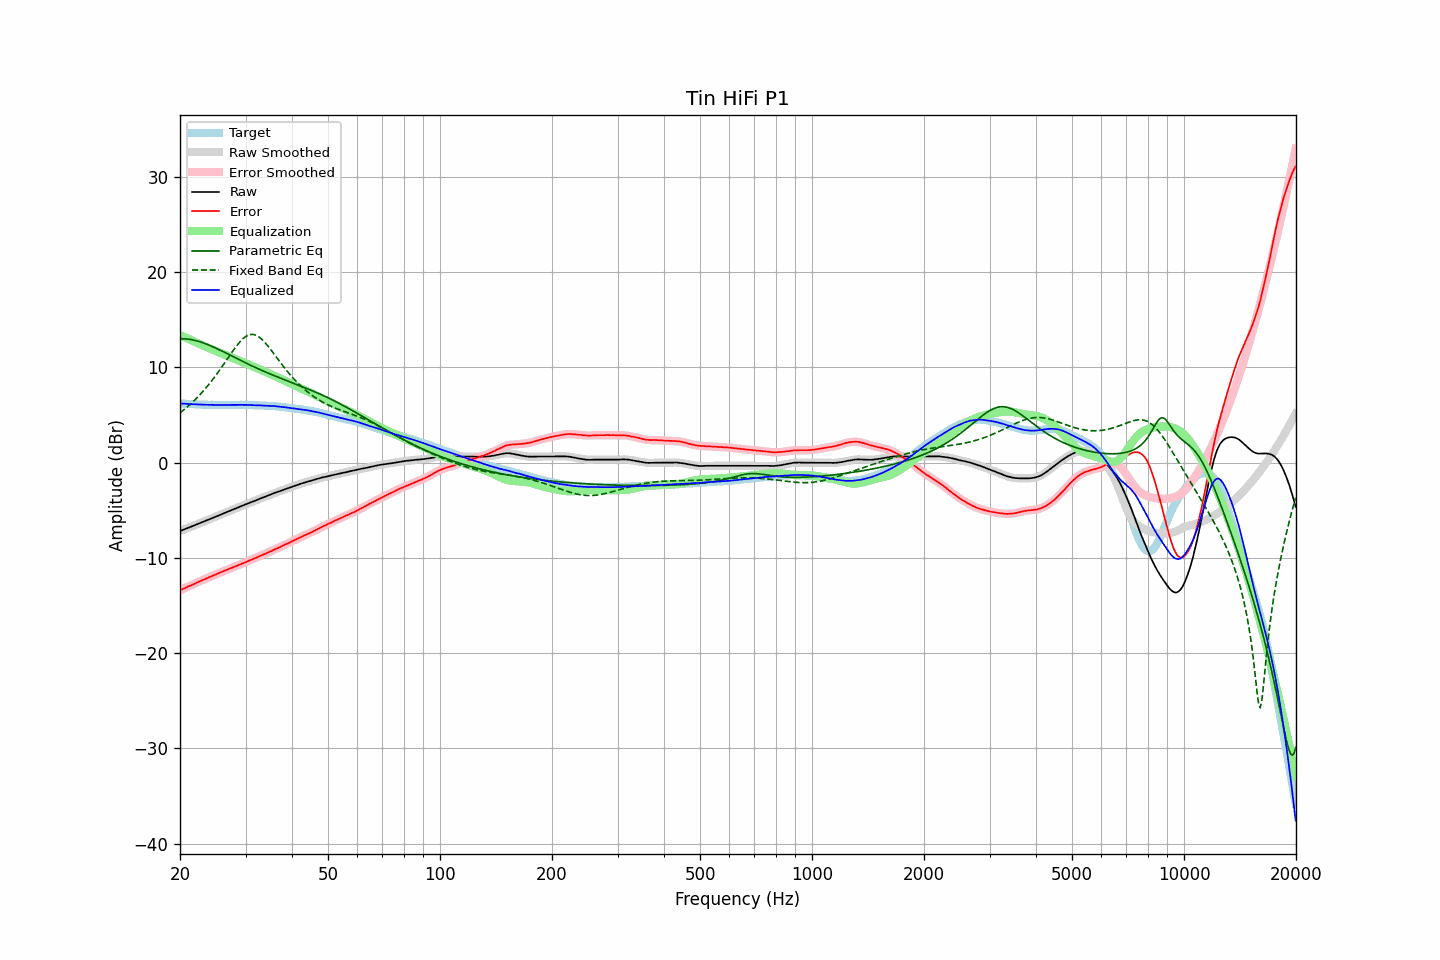 Tin HiFi P1
Target
Raw Smoothed
Error Smoothed
Raw
Error
Equalization
Parametric Eq
Fixed Band Eq
Equalized
30
20
10
0
−10
−20
−30
−40
Amplitude (dBr)
20 50 100 200 500 1000 2000 5000 10000 20000
Frequency (Hz)